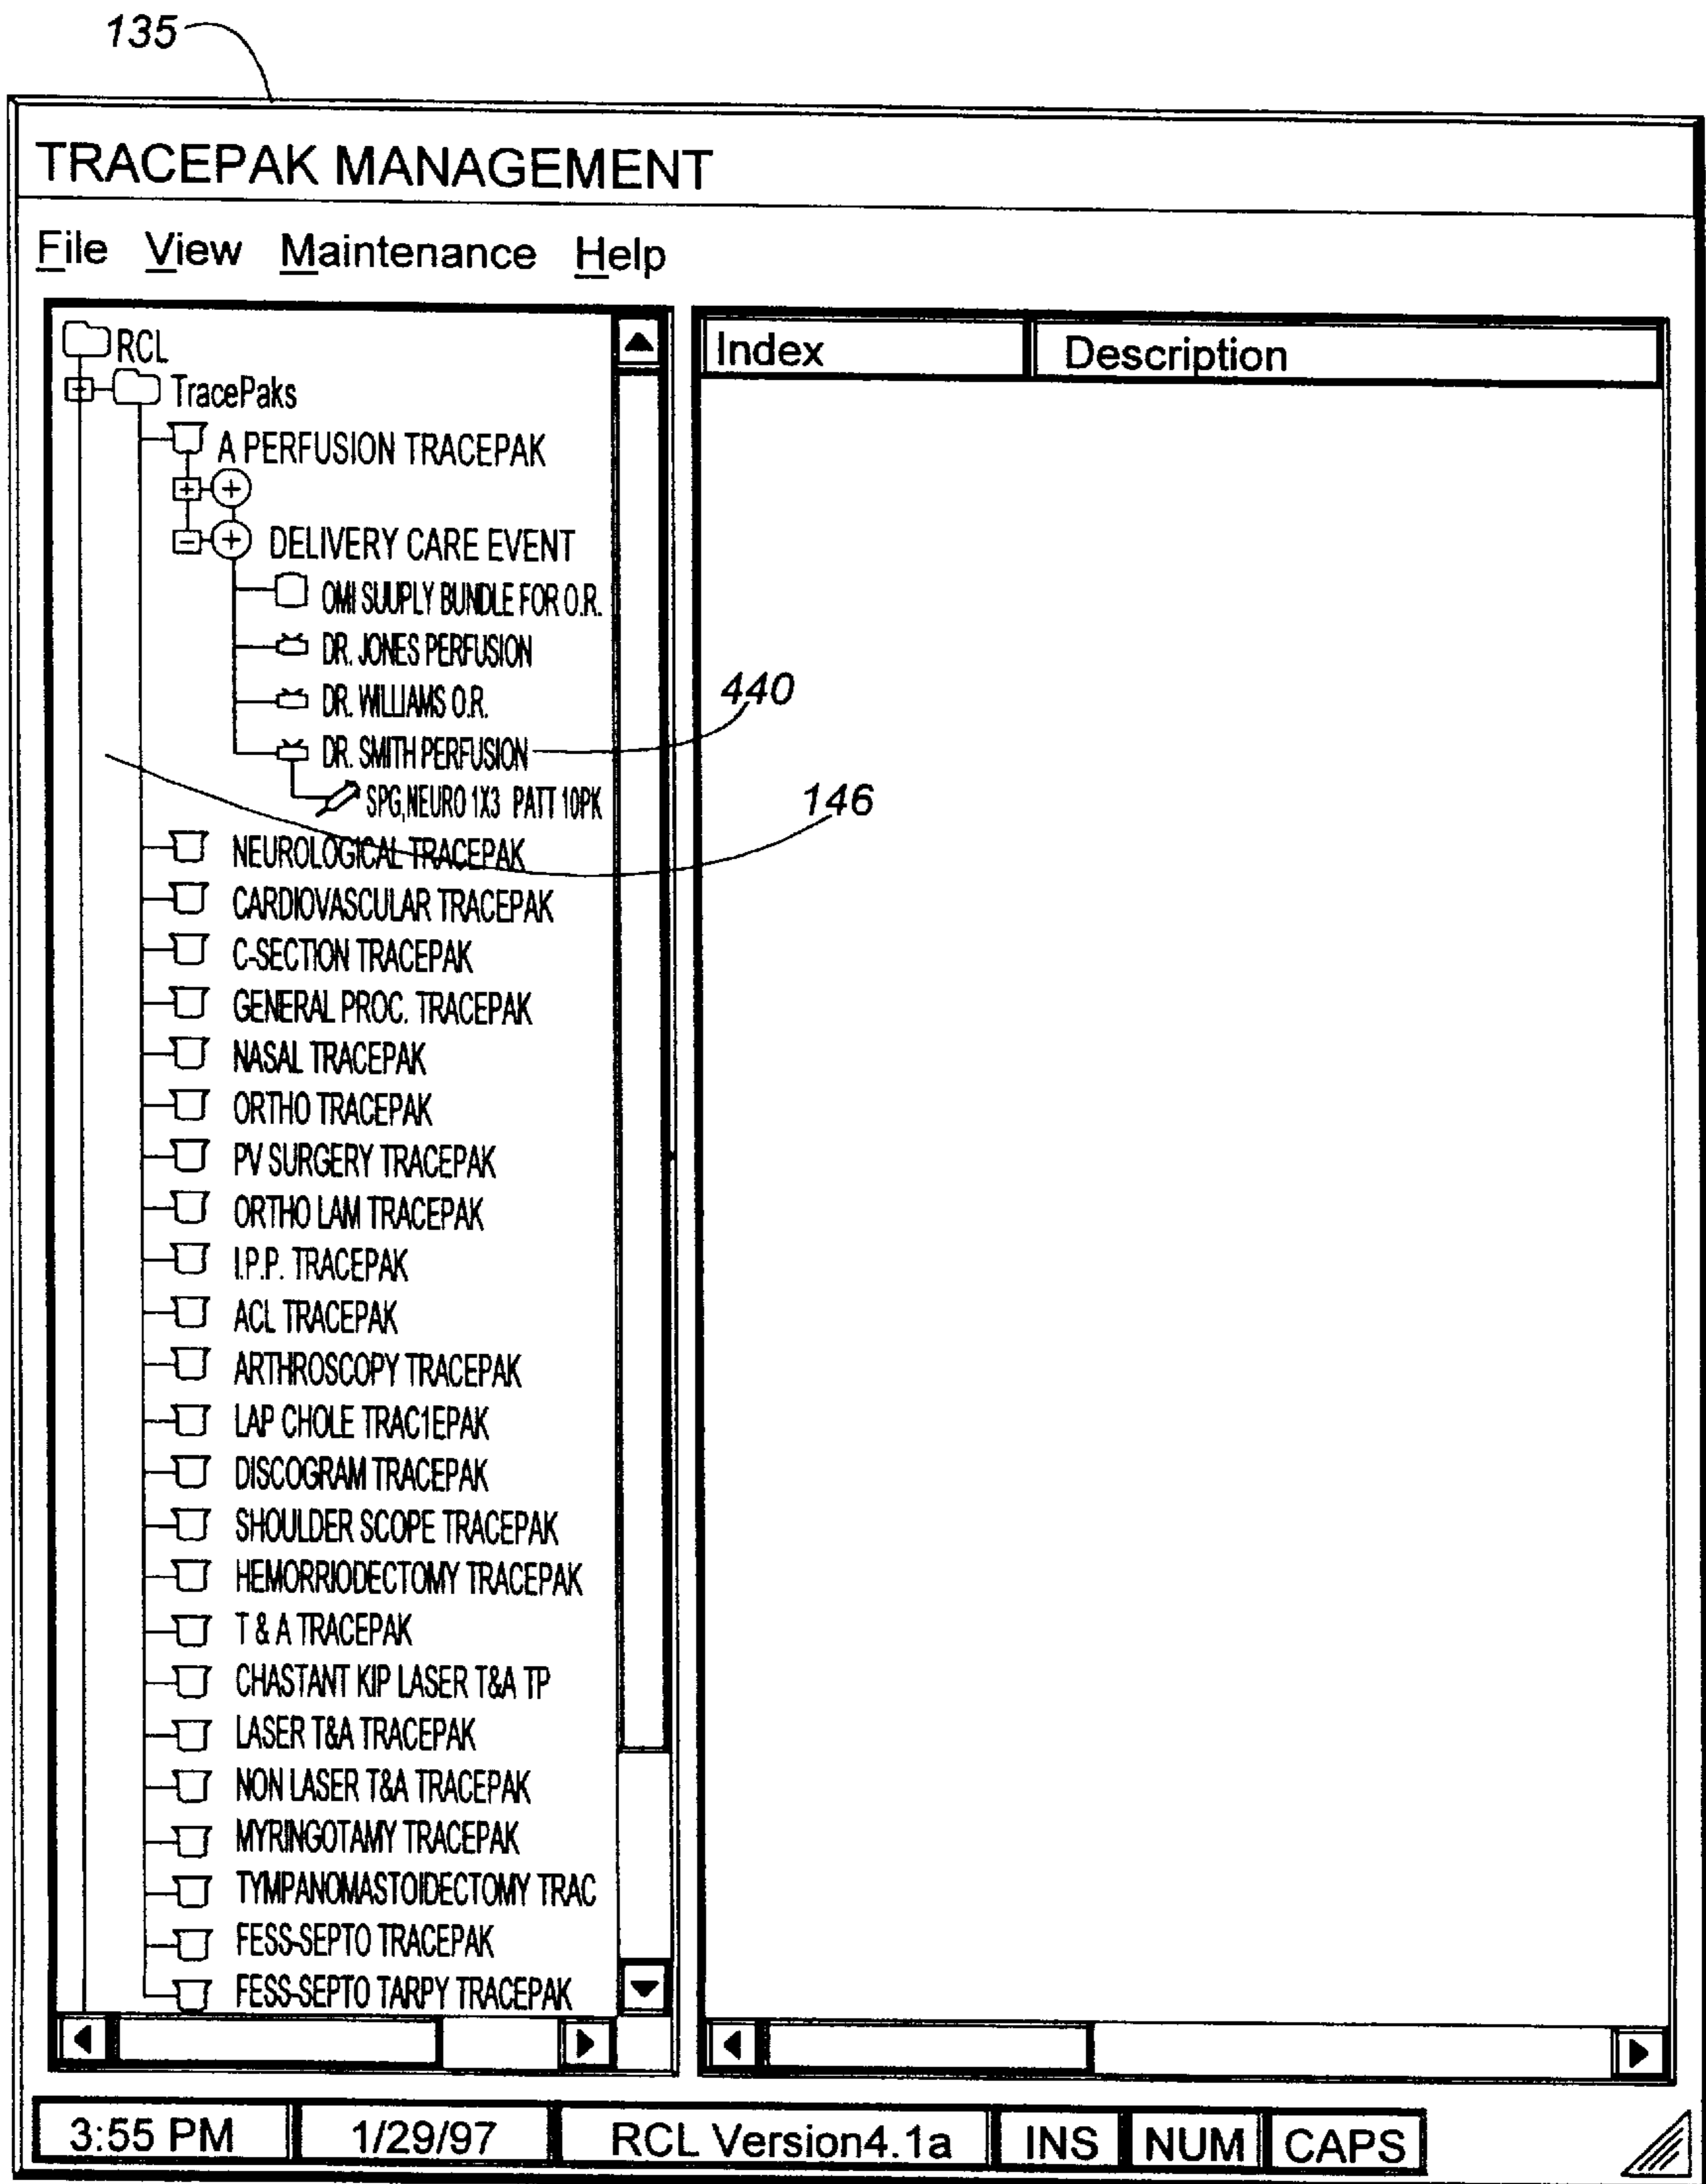 135
TRACEPAK MANAGEMENT
File View Maintenance Help
RCL
TracePaks
A PERFUSION TRACEPAK
DELIVERY CARE EVENT
OMI SUUPLY BUNDLE FOR O.R.
DR. JONES PERFUSION
DR. WILLIAMS O.R.
DR. SMITH PERFUSION
SPG,NEURO 1X3 PATT 10PK
NEUROLOGICAL TRACEPAK
CARDIOVASCULAR TRACEPAK
C-SECTION TRACEPAK
GENERAL PROC. TRACEPAK
NASAL TRACEPAK
ORTHO TRACEPAK
PV SURGERY TRACEPAK
ORTHO LAM TRACEPAK
I.P.P. TRACEPAK
ACL TRACEPAK
ARTHROSCOPY TRACEPAK
LAP CHOLE TRAC1EPAK
DISCOGRAM TRACEPAK
SHOULDER SCOPE TRACEPAK
HEMORRIODECTOMY TRACEPAK
T & A TRACEPAK
CHASTANT KIP LASER T&A TP
LASER T&A TRACEPAK
NON LASER T&A TRACEPAK
MYRINGOTAMY TRACEPAK
TYMPANOMASTOIDECTOMY TRAC
FESS-SEPTO TRACEPAK
FESS-SEPTO TARPY TRACEPAK
Index Description
440
146
3:55 PM 1/29/97 RCL Version4.1a INS NUM CAPS